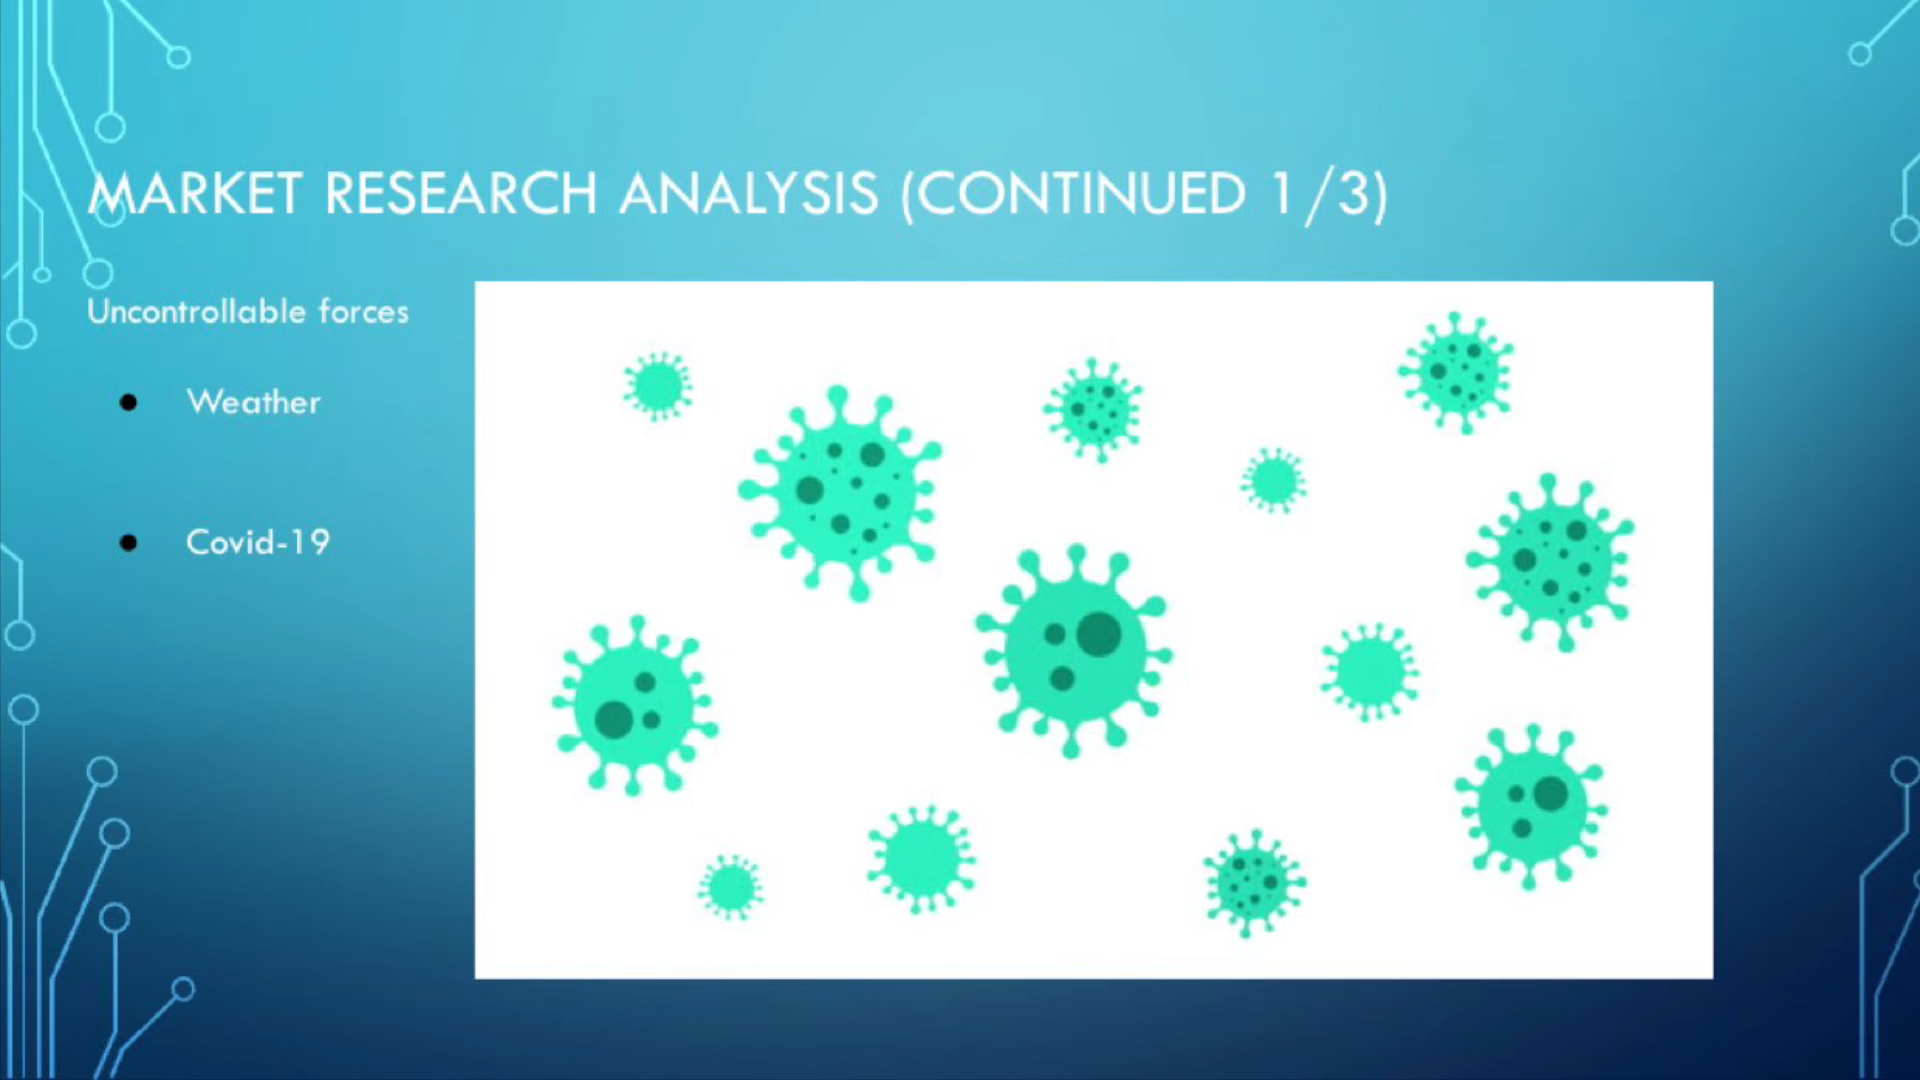 MARKET RESEARCH ANALYSIS (CONTINUED 1/3)
Uncontrollable forces
● Weather
● Covid-19